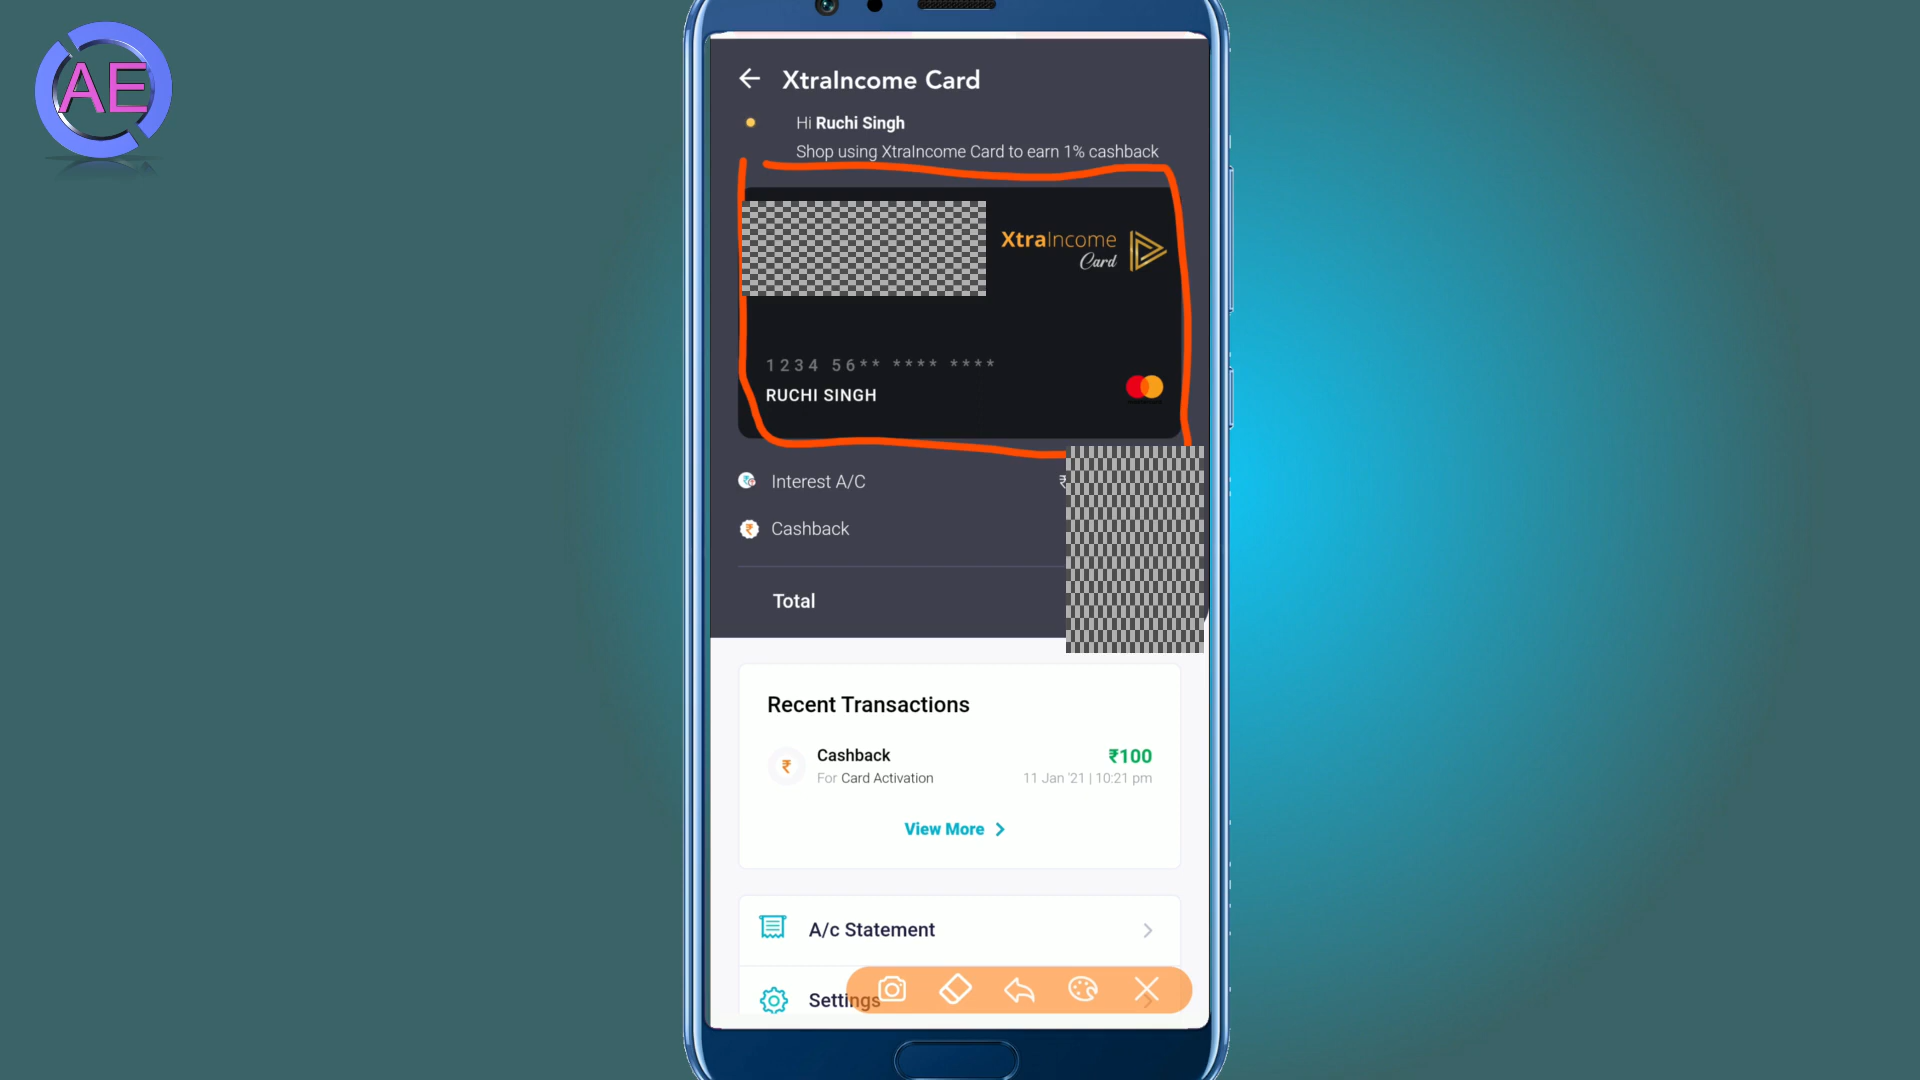 AE
XtraIncome Card
Hi Ruchi Singh
Shop using XtraIncome Card to earn 1% cashback
XtraIncome
Card
1234 56** **** ****
RUCHI SINGH
Interest A/C ₹
Cashback
Total
Recent Transactions
Cashback ₹100
For Card Activation 11 Jan '21 | 10:21 pm
View More
A/c Statement
Settings